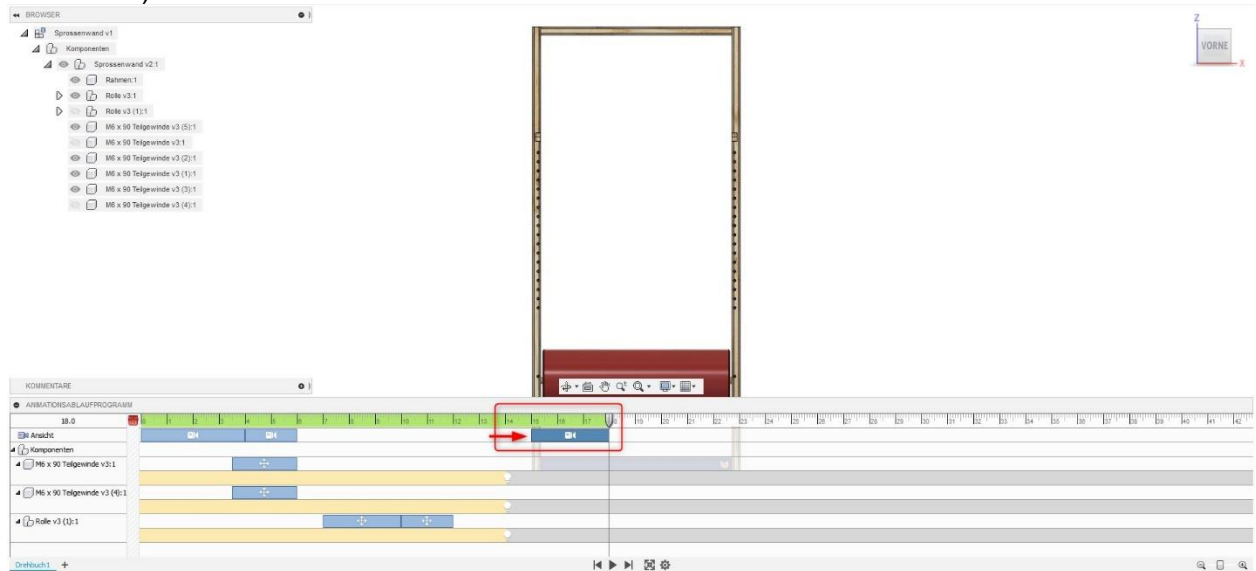 BROWSER
Z
VORNE
X
Sprossenwand v1
Komponenten
Sprossenwand v2:1
Rahmen:1
Rolle v3:1
Rolle v3 (1):1
M6 x 90 Teilgewinde v3 (5):1
M6 x 90 Teilgewinde v3:1
M6 x 90 Teilgewinde v3 (2):1
M6 x 90 Teilgewinde v3 (1):1
M6 x 90 Teilgewinde v3 (3):1
M6 x 90 Teilgewinde v3 (4):1
KOMMENTARE
ANIMATIONSABLAUFPROGRAMM
18.0
Ansicht
Komponenten
M6 x 90 Teilgewinde v3:1
M6 x 90 Teilgewinde v3 (4):1
Rolle v3 (1):1
Drehbuch1 +